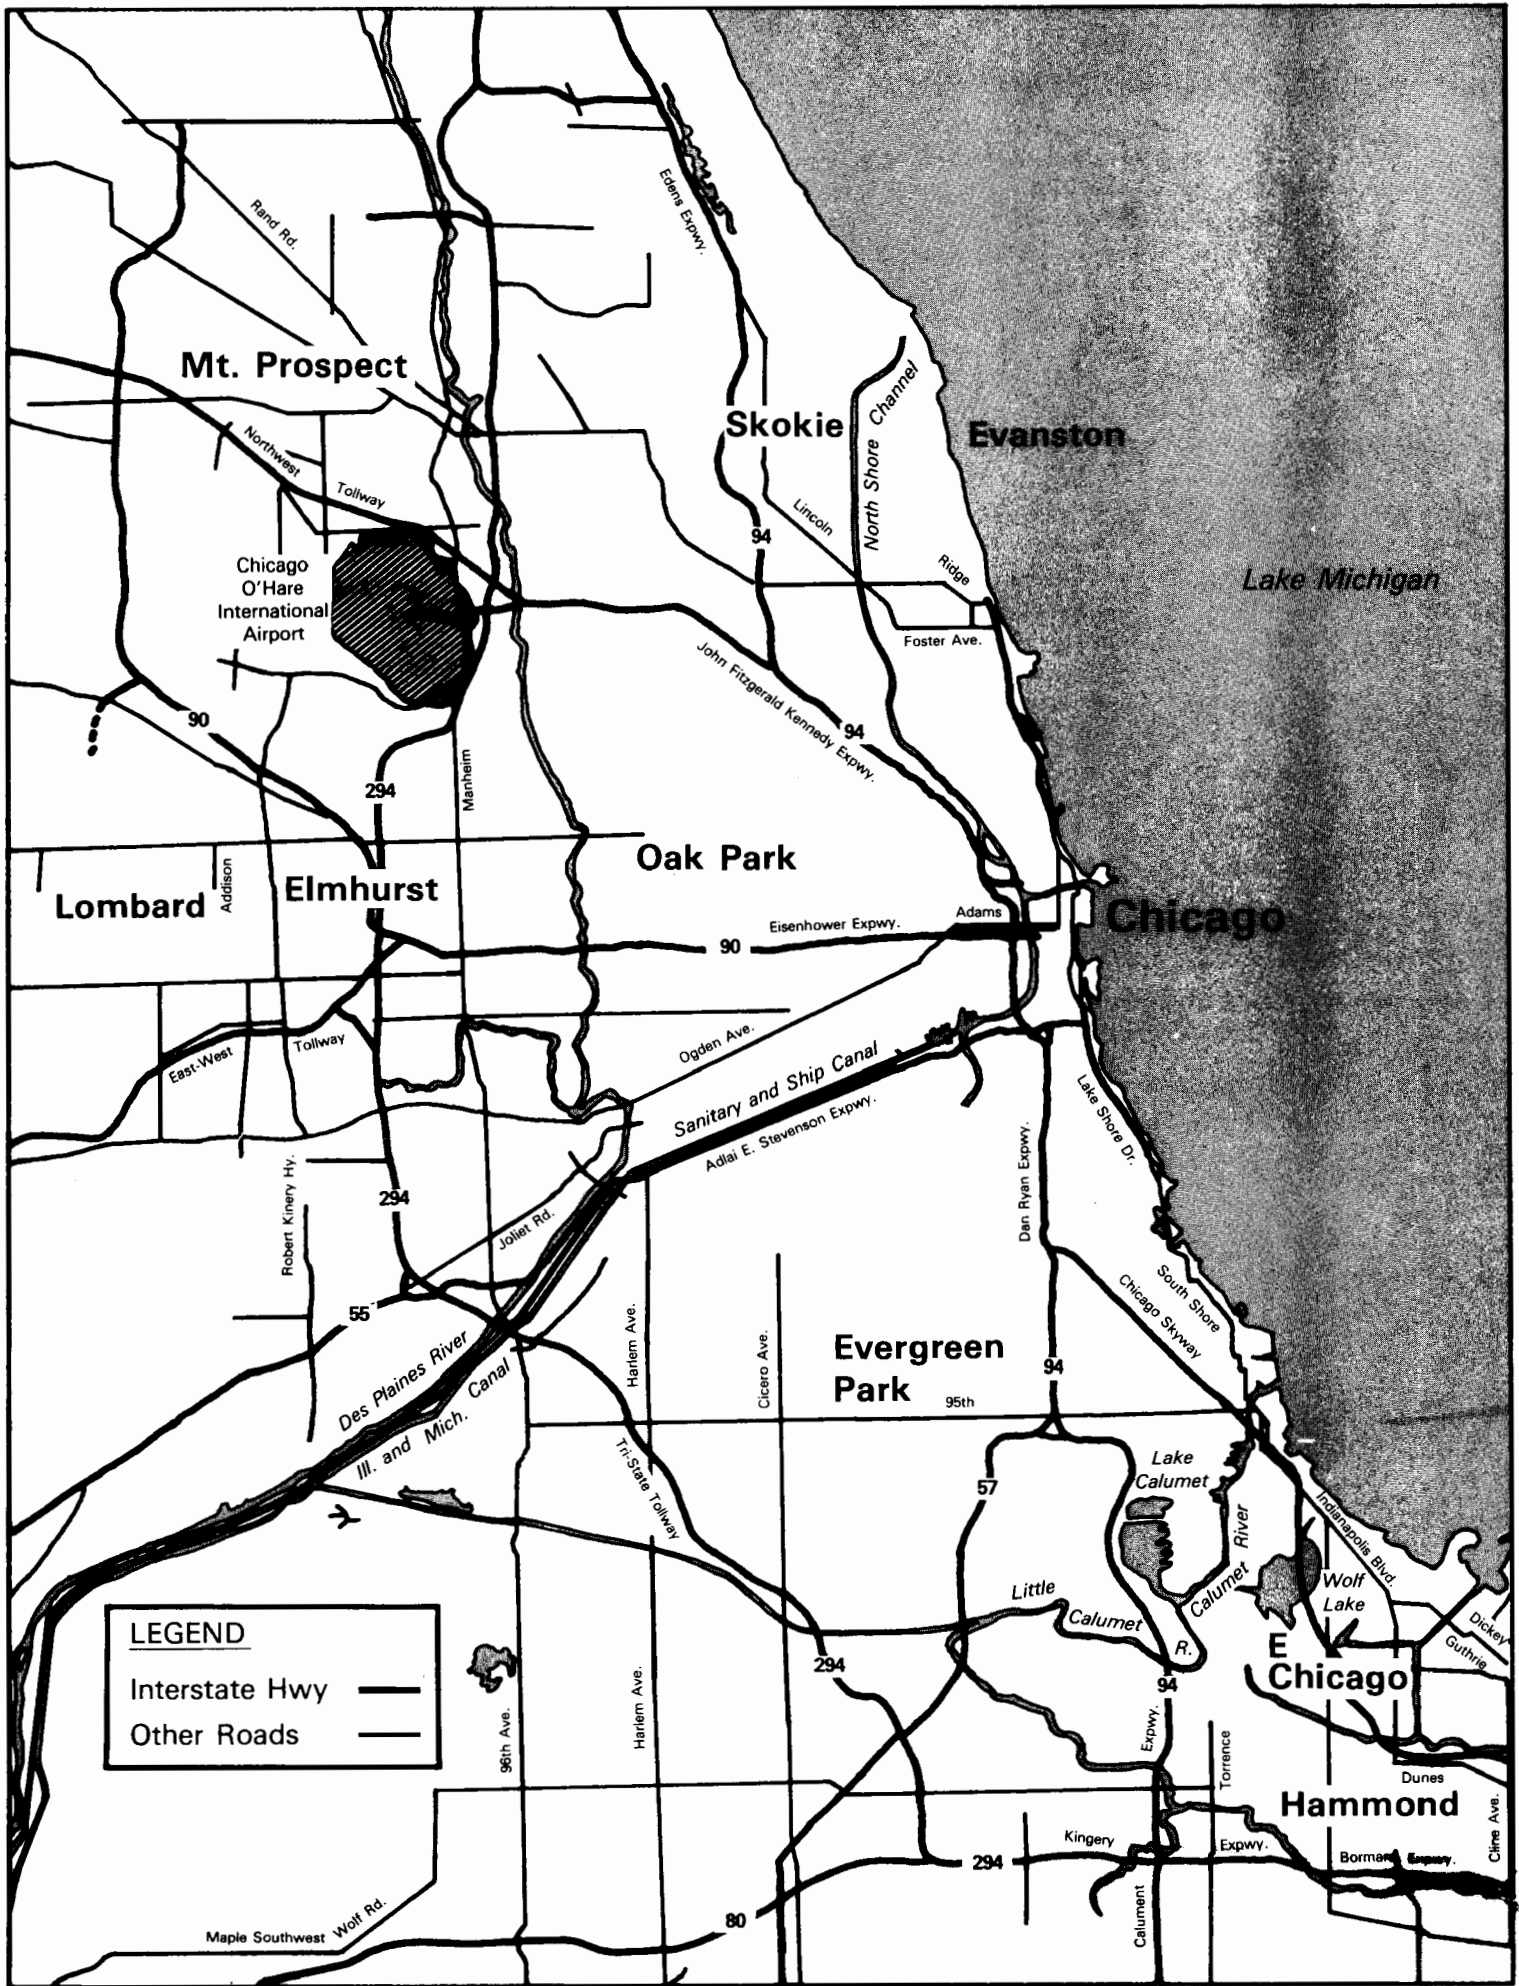 Edens Expwy.
Rand Rd.
Mt. Prospect
Skokie
North Shore Channel
Evanston
Northwest
Tollway
Lincoln
94
Chicago
O'Hare
International
Airport
Ridge
Lake Michigan
Foster Ave.
John Fitzgerald Kennedy Expwy.
90
94
294
Manheim
Oak Park
Addison
Elmhurst
Lombard
Adams
Chicago
Eisenhower Expwy.
90
Ogden Ave.
East-West
Tollway
Sanitary and Ship Canal
Adlai E. Stevenson Expwy.
Lake Shore Dr.
Dan Ryan Expwy.
Robert Kinery Hy.
294
Joliet Rd.
55
South Shore
Chicago Skyway
Harlem Ave.
Cicero Ave.
Evergreen
Park
94
95th
Des Plaines River
Ill. and Mich. Canal
Tri-State Tollway
57
Lake
Calumet
Indianapolis Blvd.
Calumet River
Wolf
Lake
Little
Calumet
R.
Dickey
Guthrie
E
Chicago
LEGEND
Interstate Hwy
Other Roads
294
94
96th Ave.
Harlem Ave.
Expwy.
Torrence
Dunes
Hammond
Cline Ave.
Kingery
Expwy.
Borman Expwy.
294
Calument
80
Wolf Rd.
Maple Southwest